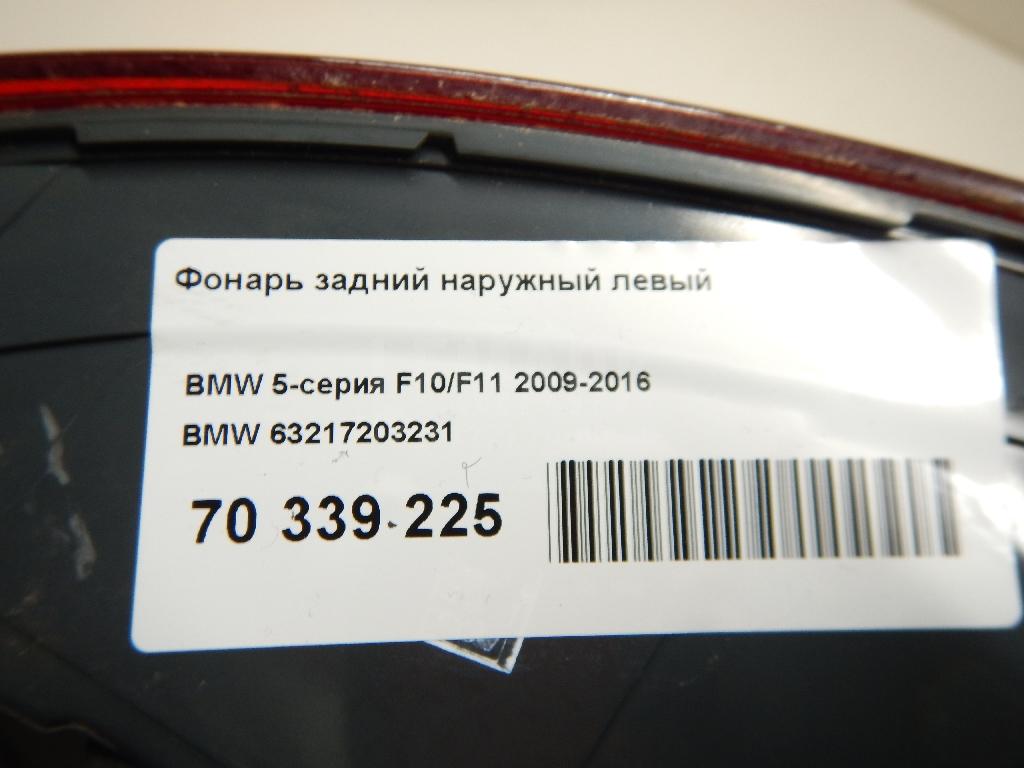 Фонарь задний наружный левый
BMW 5-серия F10/F11 2009-2016
BMW 63217203231
70 339 225